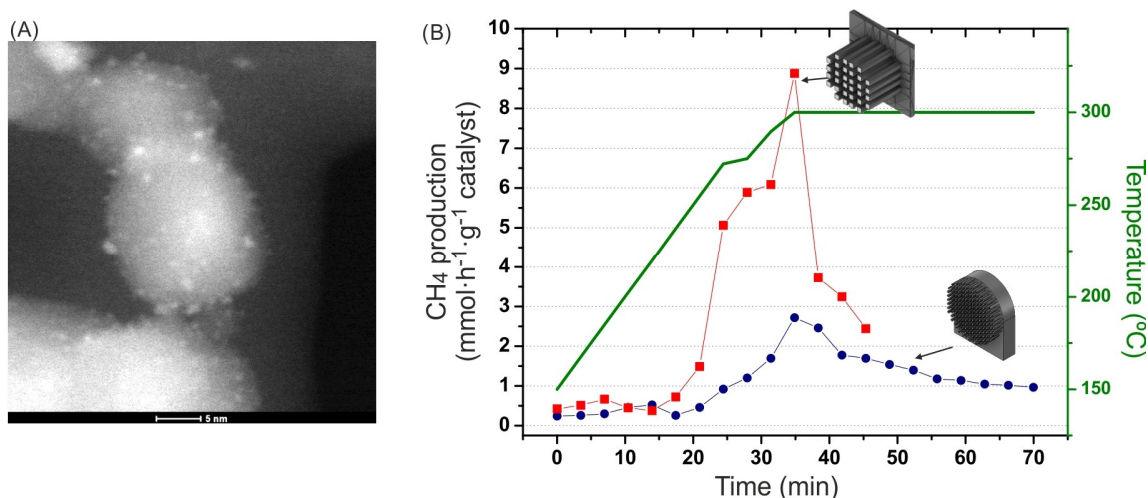 (A)
5 nm
(B)
CH4 production
(mmol·h-1·g-1 catalyst)
10
9
8
7
6
5
4
3
2
1
0
0 10 20 30 40 50 60 70
Time (min)
300
250
200
150
Temperature (ºC)